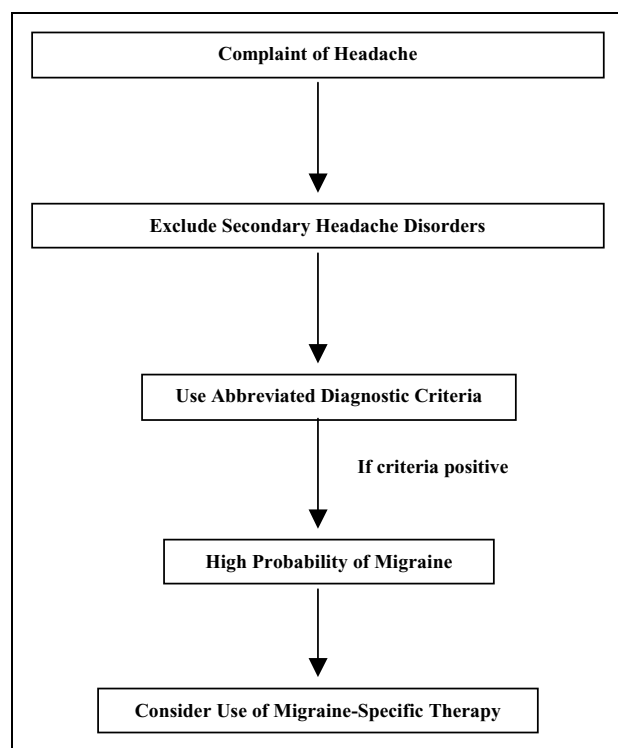 Complaint of Headache
Exclude Secondary Headache Disorders
Use Abbreviated Diagnostic Criteria
If criteria positive
High Probability of Migraine
Consider Use of Migraine-Specific Therapy